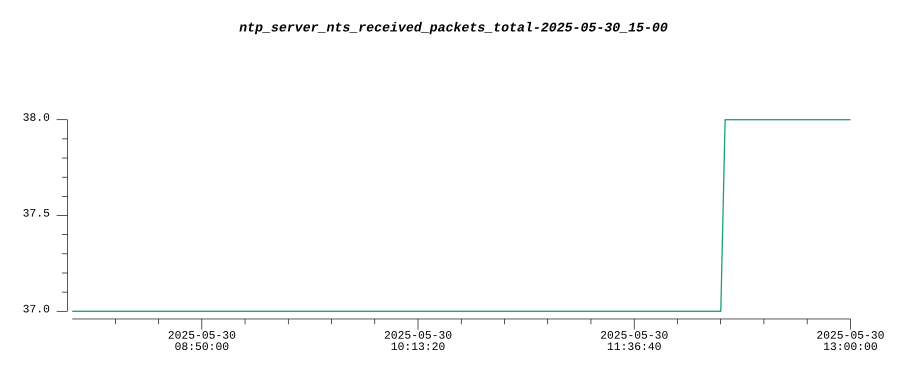 ntp_server_nts_received_packets_total-2025-05-30_15-00
38.0
37.5
37.0
2025-05-30 2025-05-30 2025-05-30 2025-05-30
08:50:00 10:13:20 11:36:40 13:00:00